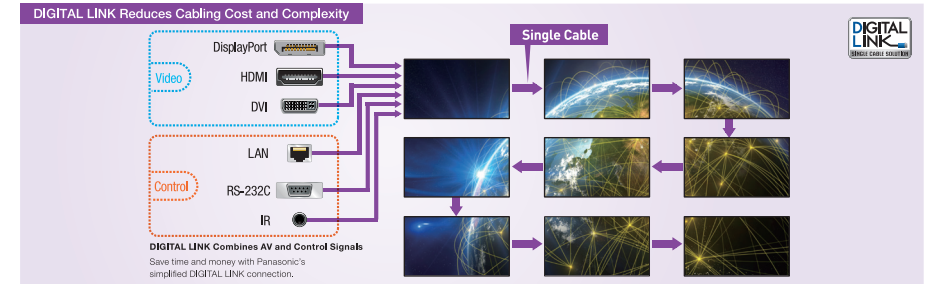 DIGITAL LINK Reduces Cabling Cost and Complexity
DIGITAL
LINK
SINGLE CABLE SOLUTION
Single Cable
DisplayPort
Video
HDMI
DVI
LAN
Control
RS-232C
IR
DIGITAL LINK Combines AV and Control Signals
Save time and money with Panasonic's
simplified DIGITAL LINK connection.